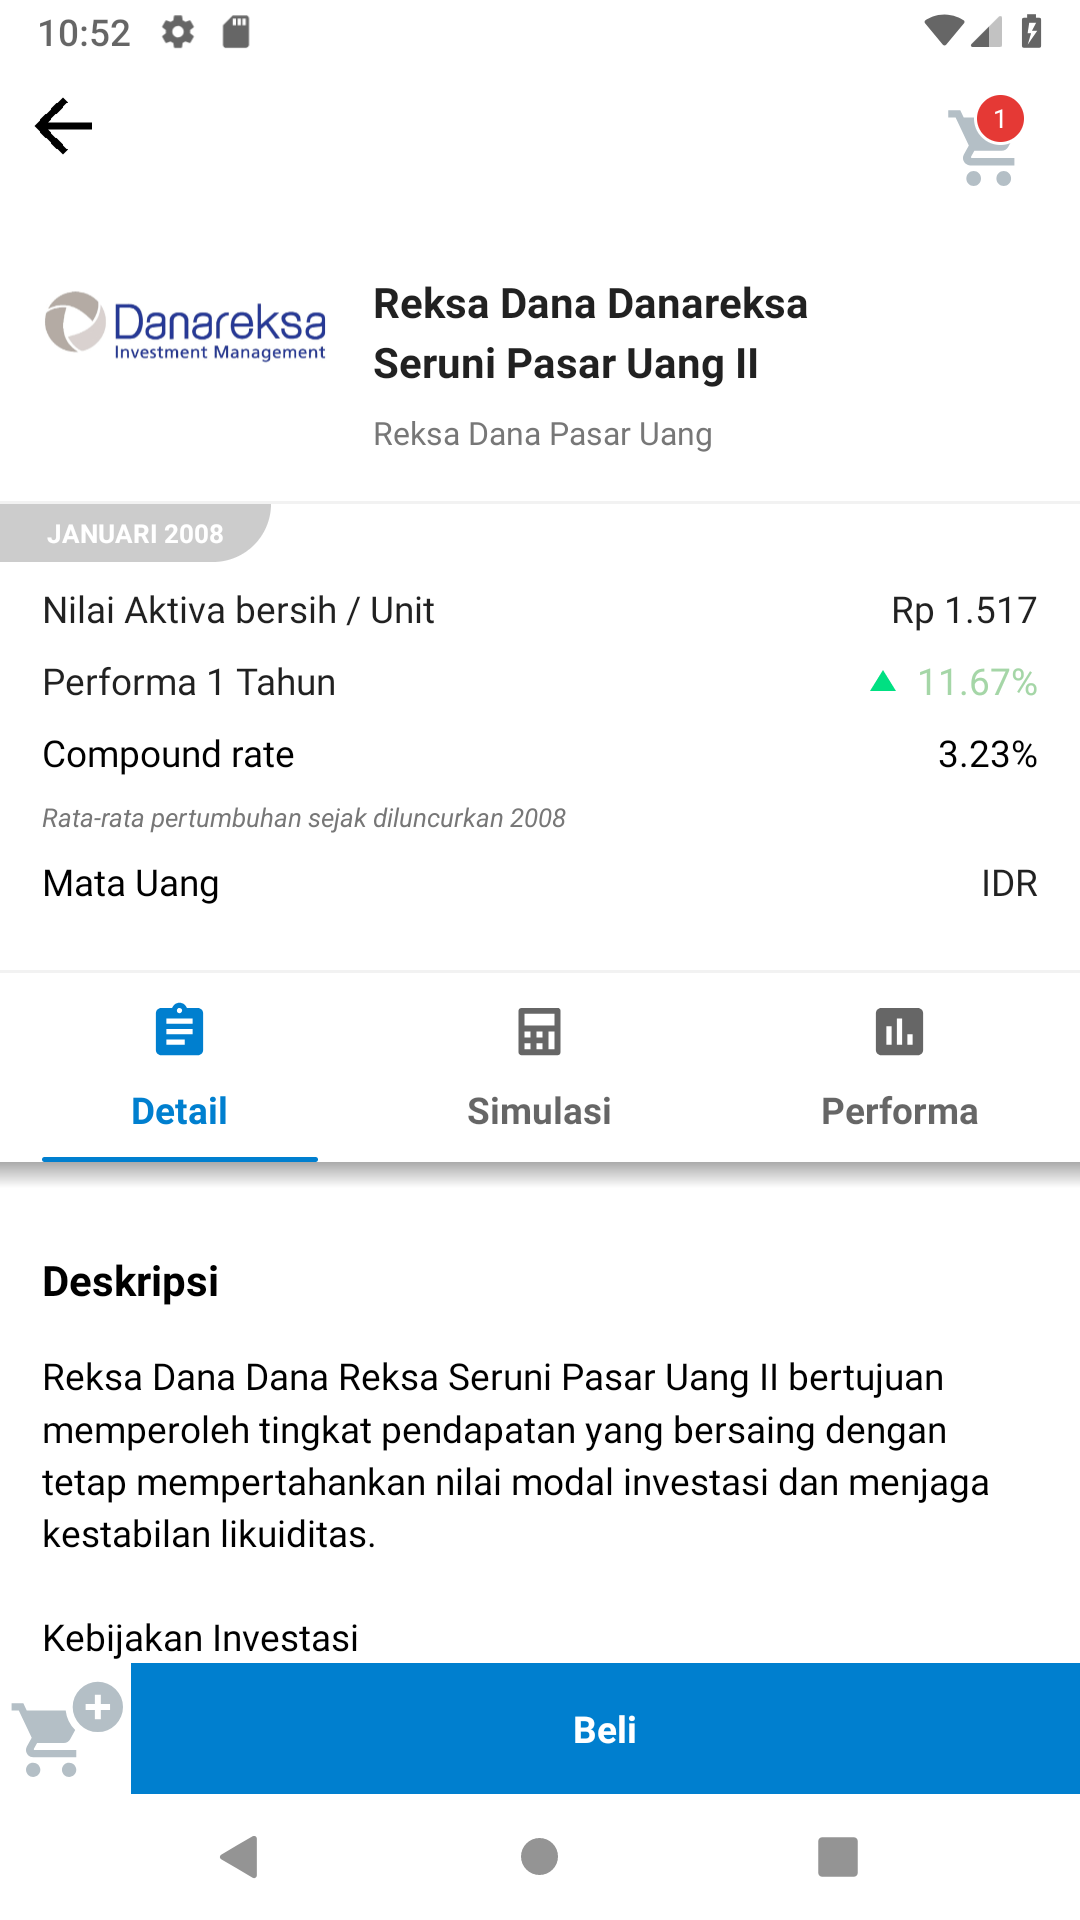 10:52
1
Danareksa
Investment Management
Reksa Dana Danareksa
Seruni Pasar Uang II
Reksa Dana Pasar Uang
JANUARI 2008
Nilai Aktiva bersih / Unit Rp 1.517
Performa 1 Tahun 11.67%
Compound rate 3.23%
Rata-rata pertumbuhan sejak diluncurkan 2008
Mata Uang IDR
Detail Simulasi Performa
Deskripsi
Reksa Dana Dana Reksa Seruni Pasar Uang II bertujuan
memperoleh tingkat pendapatan yang bersaing dengan
tetap mempertahankan nilai modal investasi dan menjaga
kestabilan likuiditas.
Kebijakan Investasi
Beli